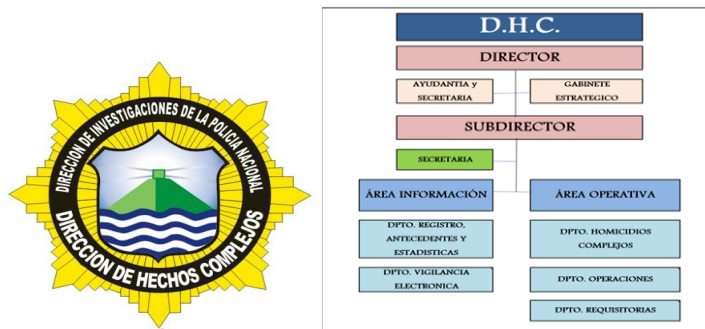 DIRECCION DE INVESTIGACIONES DE LA POLICIA NACIONAL
DIRECCION DE HECHOS COMPLEJOS
D.H.C.
DIRECTOR
AYUDANTIA y
SECRETARIA
GABINETE
ESTRATEGICO
SUBDIRECTOR
SECRETARIA
ÁREA INFORMACIÓN
ÁREA OPERATIVA
DPTO. REGISTRO,
ANTECEDENTES Y
ESTADISTICAS
DPTO. HOMICIDIOS
COMPLEJOS
DPTO. VIGILANCIA
ELECTRONICA
DPTO. OPERACIONES
DPTO. REQUISITORIAS